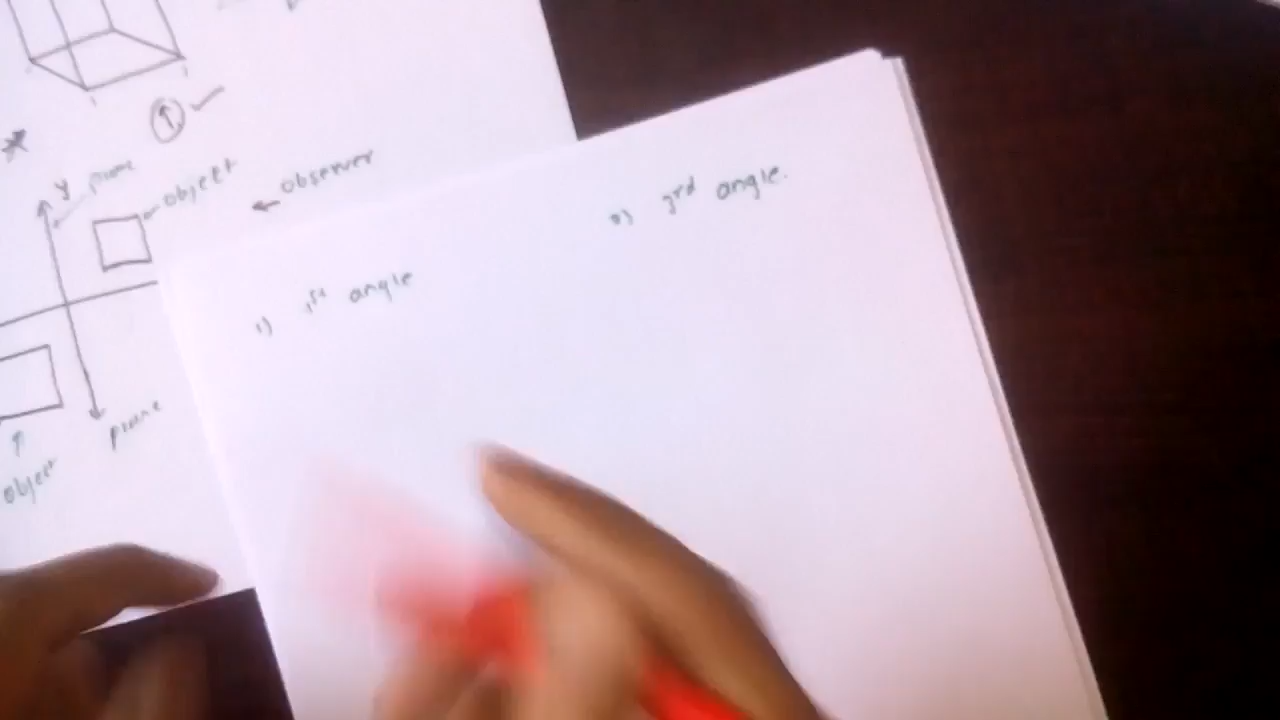 Y
plane
object
← observer
plane
object
1) 1st angle
2) 3rd angle.